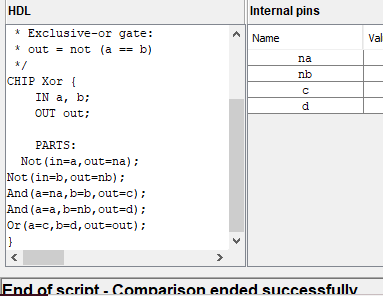 HDL
* Exclusive-or gate:
* out = not (a == b)
*/
CHIP Xor {
IN a, b;
OUT out;
PARTS:
Not(in=a,out=na);
Not(in=b,out=nb);
And(a=na,b=b,out=c);
And(a=a,b=nb,out=d);
Or(a=c,b=d,out=out);
}
Internal pins
Name
na
nb
c
d
End of script - Comparison ended successfully